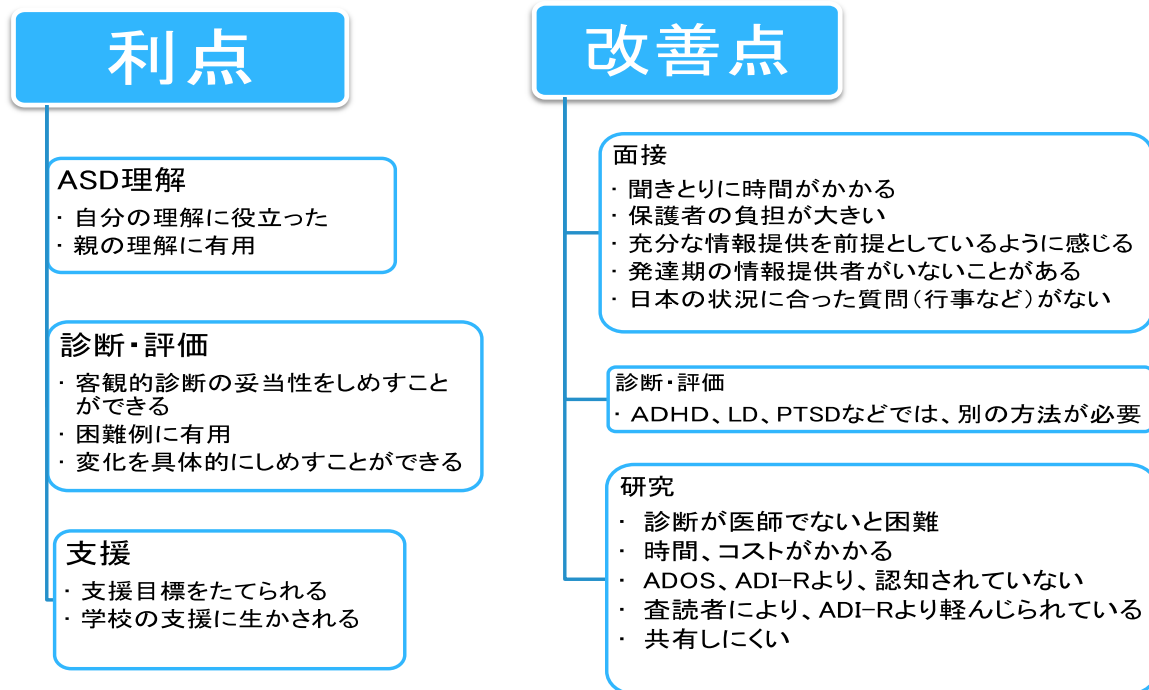 利点
ASD理解
・ 自分の理解に役立った
・ 親の理解に有用
診断・評価
・ 客観的診断の妥当性をしめすこと
ができる
・ 困難例に有用
・ 変化を具体的にしめすことができる
支援
・ 支援目標をたてられる
・ 学校の支援に生かされる
改善点
面接
・ 聞きとりに時間がかかる
・ 保護者の負担が大きい
・ 充分な情報提供を前提としているように感じる
・ 発達期の情報提供者がいないことがある
・ 日本の状況に合った質問(行事など)がない
診断・評価
・ ADHD、LD、PTSDなどでは、別の方法が必要
研究
・ 診断が医師でないと困難
・ 時間、コストがかかる
・ ADOS、ADI-Rより、認知されていない
・ 査読者により、ADI-Rより軽んじられている
・ 共有しにくい